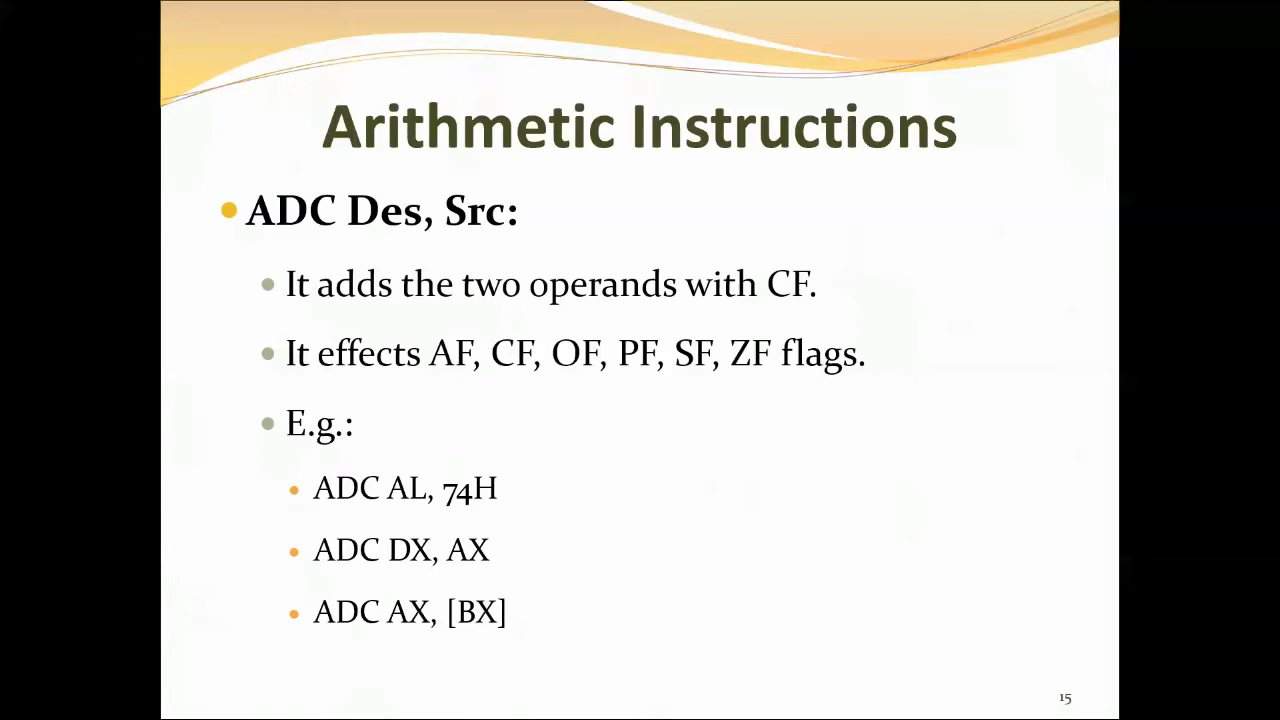 Arithmetic Instructions
ADC Des, Src:
It adds the two operands with CF.
It effects AF, CF, OF, PF, SF, ZF flags.
E.g.:
ADC AL, 74H
ADC DX, AX
ADC AX, [BX]
15